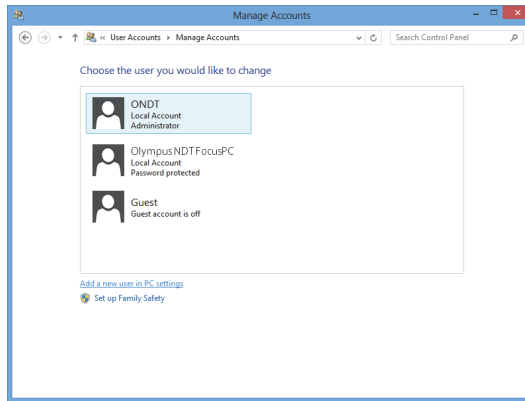 Manage Accounts
« User Accounts Manage Accounts
Search Control Panel
Choose the user you would like to change
ONDT
Local Account
Administrator
Olympus NDT FocusPC
Local Account
Password protected
Guest
Guest account is off
Add a new user in PC settings
Set up Family Safety